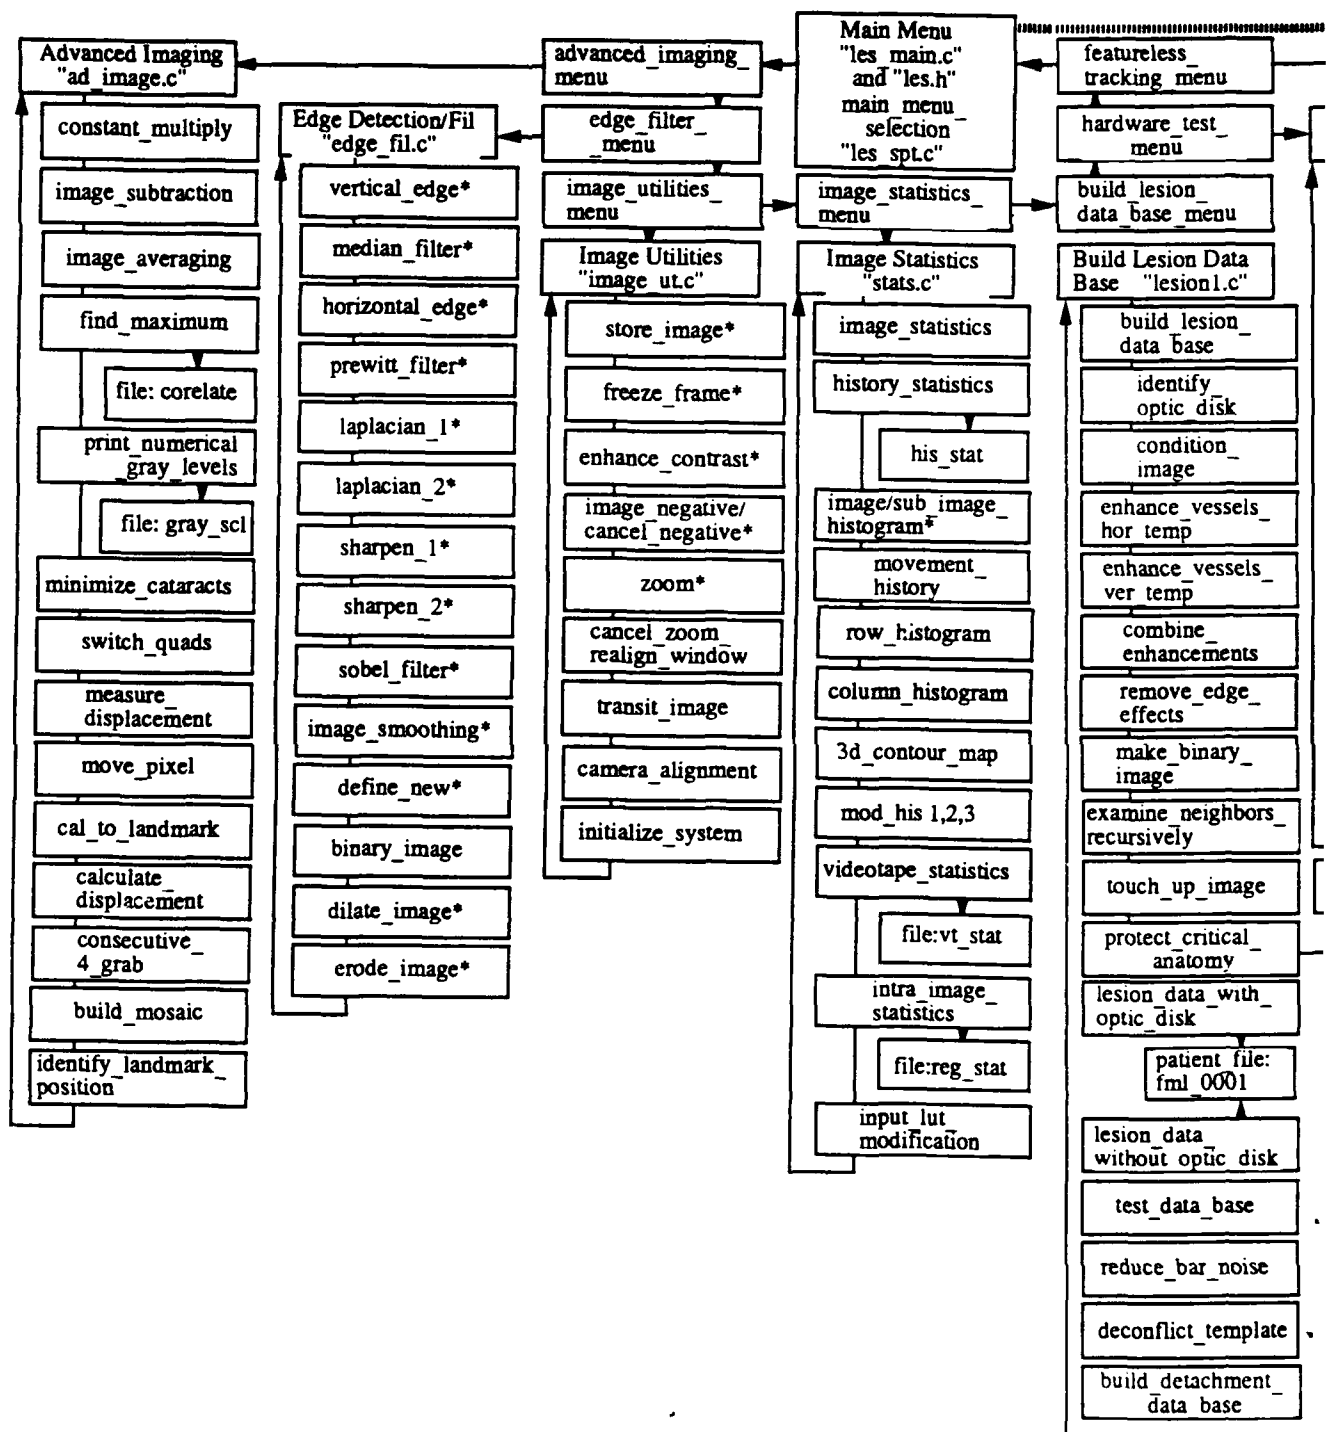 Advanced Imaging
"ad_image.c"
constant_multiply
image_subtraction
image_averaging
find_maximum
file: corelate
print_numerical
_gray_levels
file: gray_scl
minimize_cataracts
switch_quads
measure_
displacement
move_pixel
cal_to_landmark
calculate_
displacement
consecutive_
4_grab
build_mosaic
identify_landmark_
position
Edge Detection/Fil
"edge_fil.c"
vertical_edge*
median_filter*
horizontal_edge*
prewitt_filter*
laplacian_1*
laplacian_2*
sharpen_1*
sharpen_2*
sobel_filter*
image_smoothing*
define_new*
binary_image
dilate_image*
erode_image*
advanced_imaging_
menu
edge_filter_
_menu
image_utilities_
menu
Image Utilities
"image_ut.c"
store_image*
freeze_frame*
enhance_contrast*
image_negative/
cancel_negative*
zoom*
cancel_zoom_
realign_window
transit_image
camera_alignment
initialize_system
Main Menu
"les_main.c"
and "les.h"
main_menu_
selection
"les_spt.c"
image_statistics_
menu
Image Statistics
"stats.c"
image_statistics
history_statistics
his_stat
image/sub_image_
histogram*
movement_
history
row_histogram
column_histogram
3d_contour_map
mod_his 1,2,3
videotape_statistics
file:vt_stat
intra_image_
statistics
file:reg_stat
input_lut_
modification
featureless_
tracking_menu
hardware_test_
menu
build_lesion_
data_base_menu
Build Lesion Data
Base "lesion1.c"
build_lesion_
data_base
identify_
optic_disk
condition_
image
enhance_vessels_
hor_temp
enhance_vessels_
ver_temp
combine_
enhancements
remove_edge_
effects
make_binary_
image
examine_neighbors_
recursively
touch_up_image
protect_critical_
anatomy
lesion_data_with_
optic_disk
patient_file:
fml_0001
lesion_data_
without_optic_disk
test_data_base
reduce_bar_noise
deconflict_template
build_detachment_
data_base